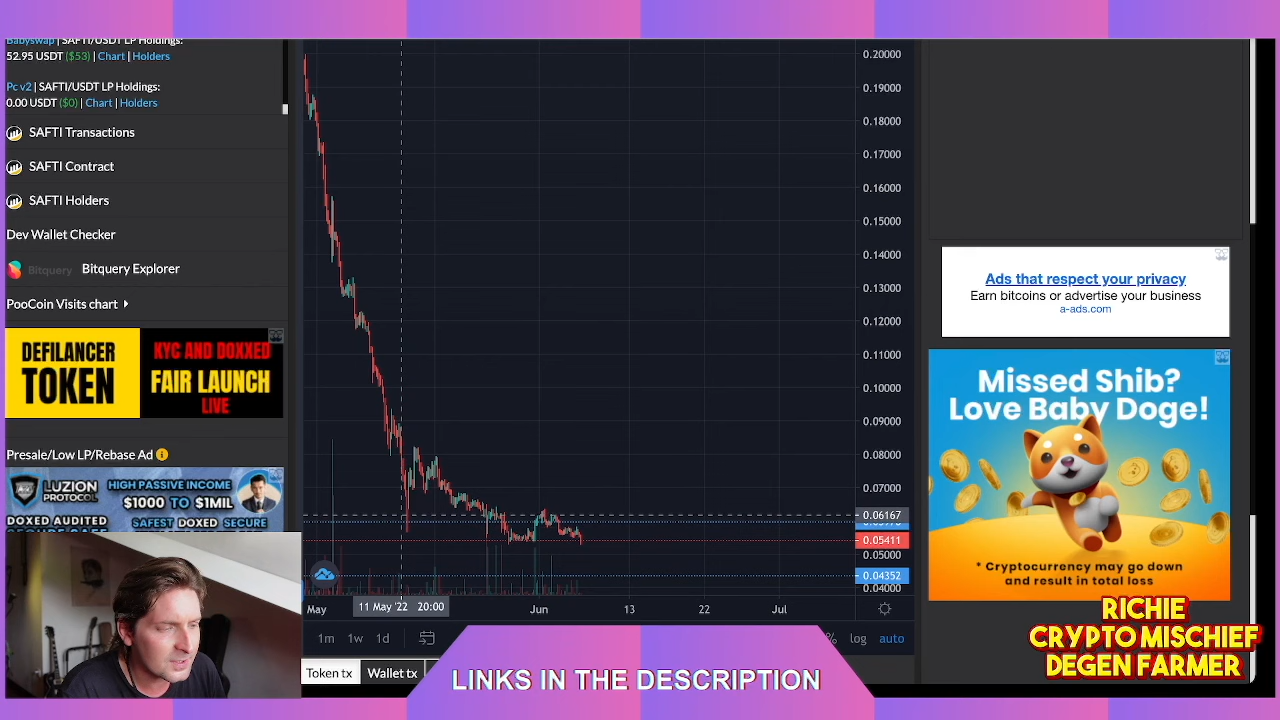 Babyswap | SAFTI/USDT LP Holdings:
52.95 USDT ($53) | Chart | Holders
Pc v2 | SAFTI/USDT LP Holdings:
0.00 USDT ($0) | Chart | Holders
SAFTI Transactions
SAFTI Contract
SAFTI Holders
Dev Wallet Checker
Bitquery Bitquery Explorer
PooCoin Visits chart
DEFILANCER
TOKEN
KYC AND DOXXED
FAIR LAUNCH
LIVE
Presale/Low LP/Rebase Ad
LUZION
PROTOCOL
HIGH PASSIVE INCOME
$1000 TO $1MIL
DOXED AUDITED
SAFEST DOXED SECURE
0.20000
0.19000
0.18000
0.17000
0.16000
0.15000
0.14000
0.13000
0.12000
0.11000
0.10000
0.09000
0.08000
0.07000
0.06167
0.05411
0.05000
0.04352
0.04000
May
11 May '22 20:00
Jun
13
22
Jul
1m 1w 1d
% log auto
Token tx
Wallet tx
LINKS IN THE DESCRIPTION
Ads that respect your privacy
Earn bitcoins or advertise your business
a-ads.com
Missed Shib?
Love Baby Doge!
* Cryptocurrency may go down
and result in total loss
RICHIE
CRYPTO MISCHIEF
DEGEN FARMER